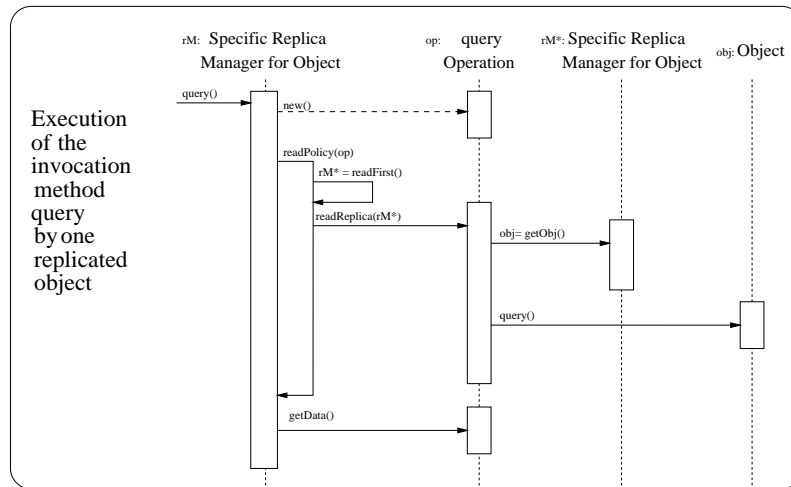 rM: Specific Replica
Manager for Object
op: query
Operation
rM*: Specific Replica
Manager for Object
obj: Object
Execution
of the
invocation
method
query
by one
replicated
object
query()
new()
readPolicy(op)
rM* = readFirst()
readReplica(rM*)
obj= getObj()
query()
getData()